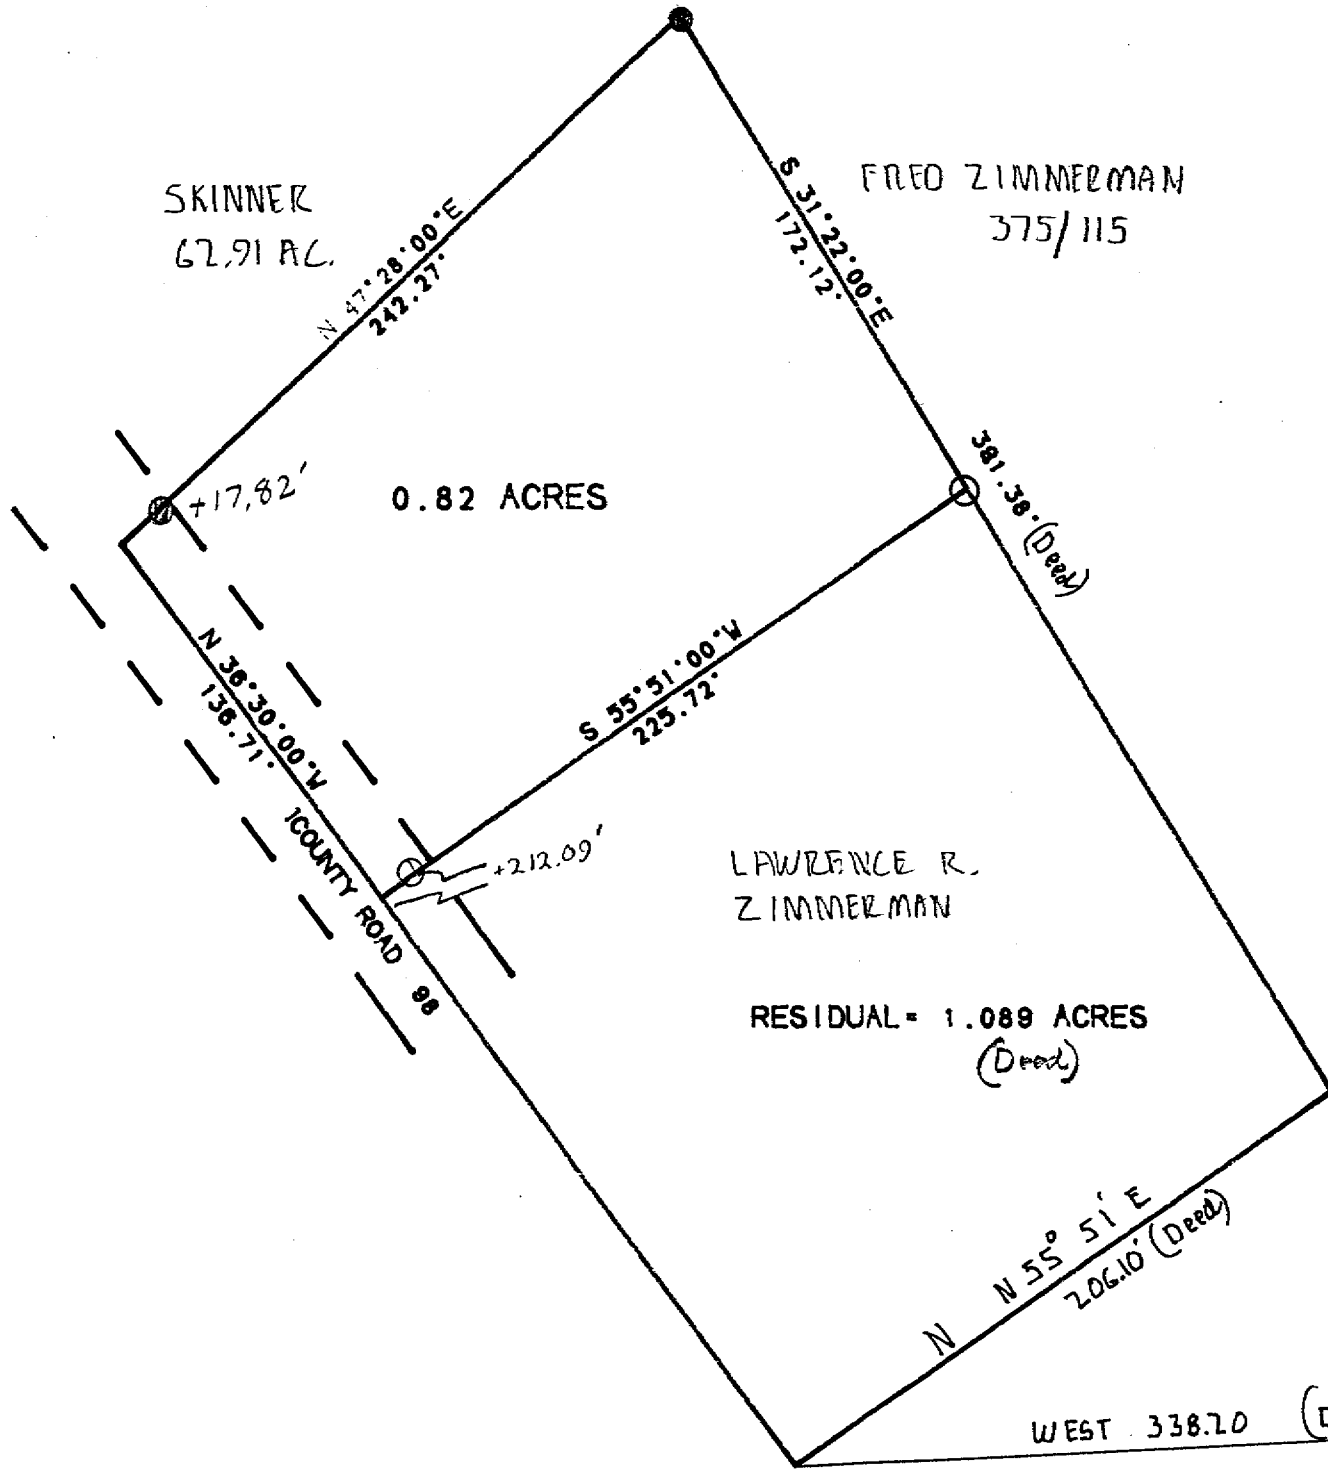 SKINNER
62.91 AC.
FRED ZIMMERMAN
375/115
N 47°28'00"E
242.27'
S 31°22'00"E
172.12'
+17.82'
0.82 ACRES
381.38' (Deed)
N 36°30'00"W
136.71'
S 55°51'00"W
225.72'
+212.09'
COUNTY ROAD 98
LAWRENCE R.
ZIMMERMAN
RESIDUAL= 1.089 ACRES
(Deed)
N N 55° 51' E
206.10' (Deed)
WEST 338.20 (D